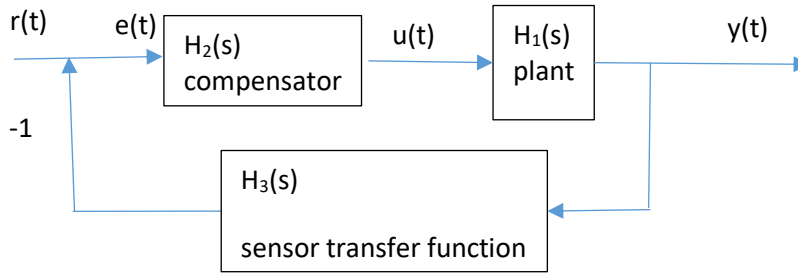 r(t)
e(t)
H₂(s)
compensator
u(t)
H₁(s)
plant
y(t)
-1
H₃(s)
sensor transfer function